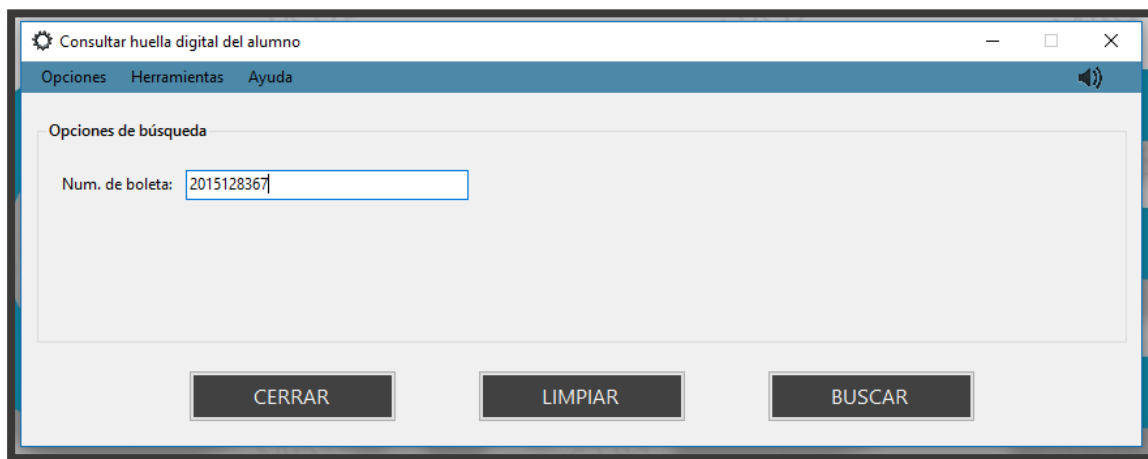 Consultar huella digital del alumno
Opciones Herramientas Ayuda
Opciones de búsqueda
Num. de boleta: 2015128367
CERRAR LIMPIAR BUSCAR